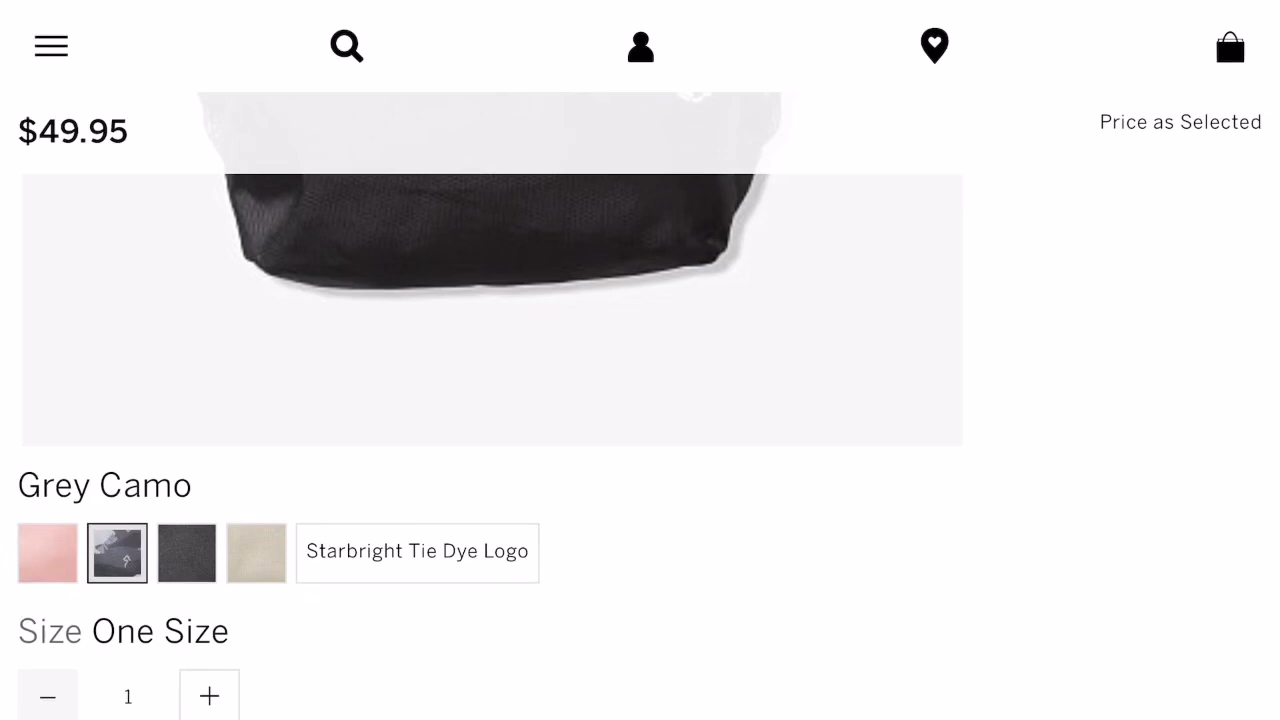 $49.95
Price as Selected
Grey Camo
Starbright Tie Dye Logo
Size One Size
1